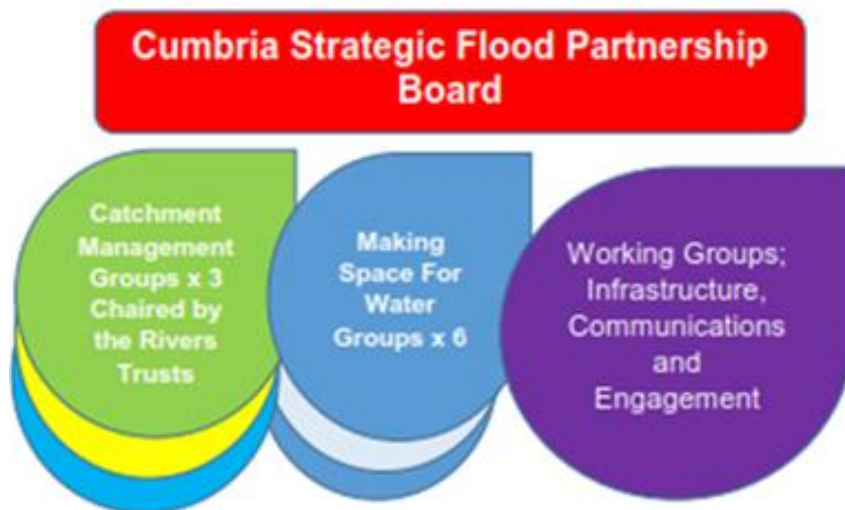 Cumbria Strategic Flood Partnership
Board
Catchment
Management
Groups x 3
Chaired by
the Rivers
Trusts
Making
Space For
Water
Groups x 6
Working Groups;
Infrastructure,
Communications
and
Engagement